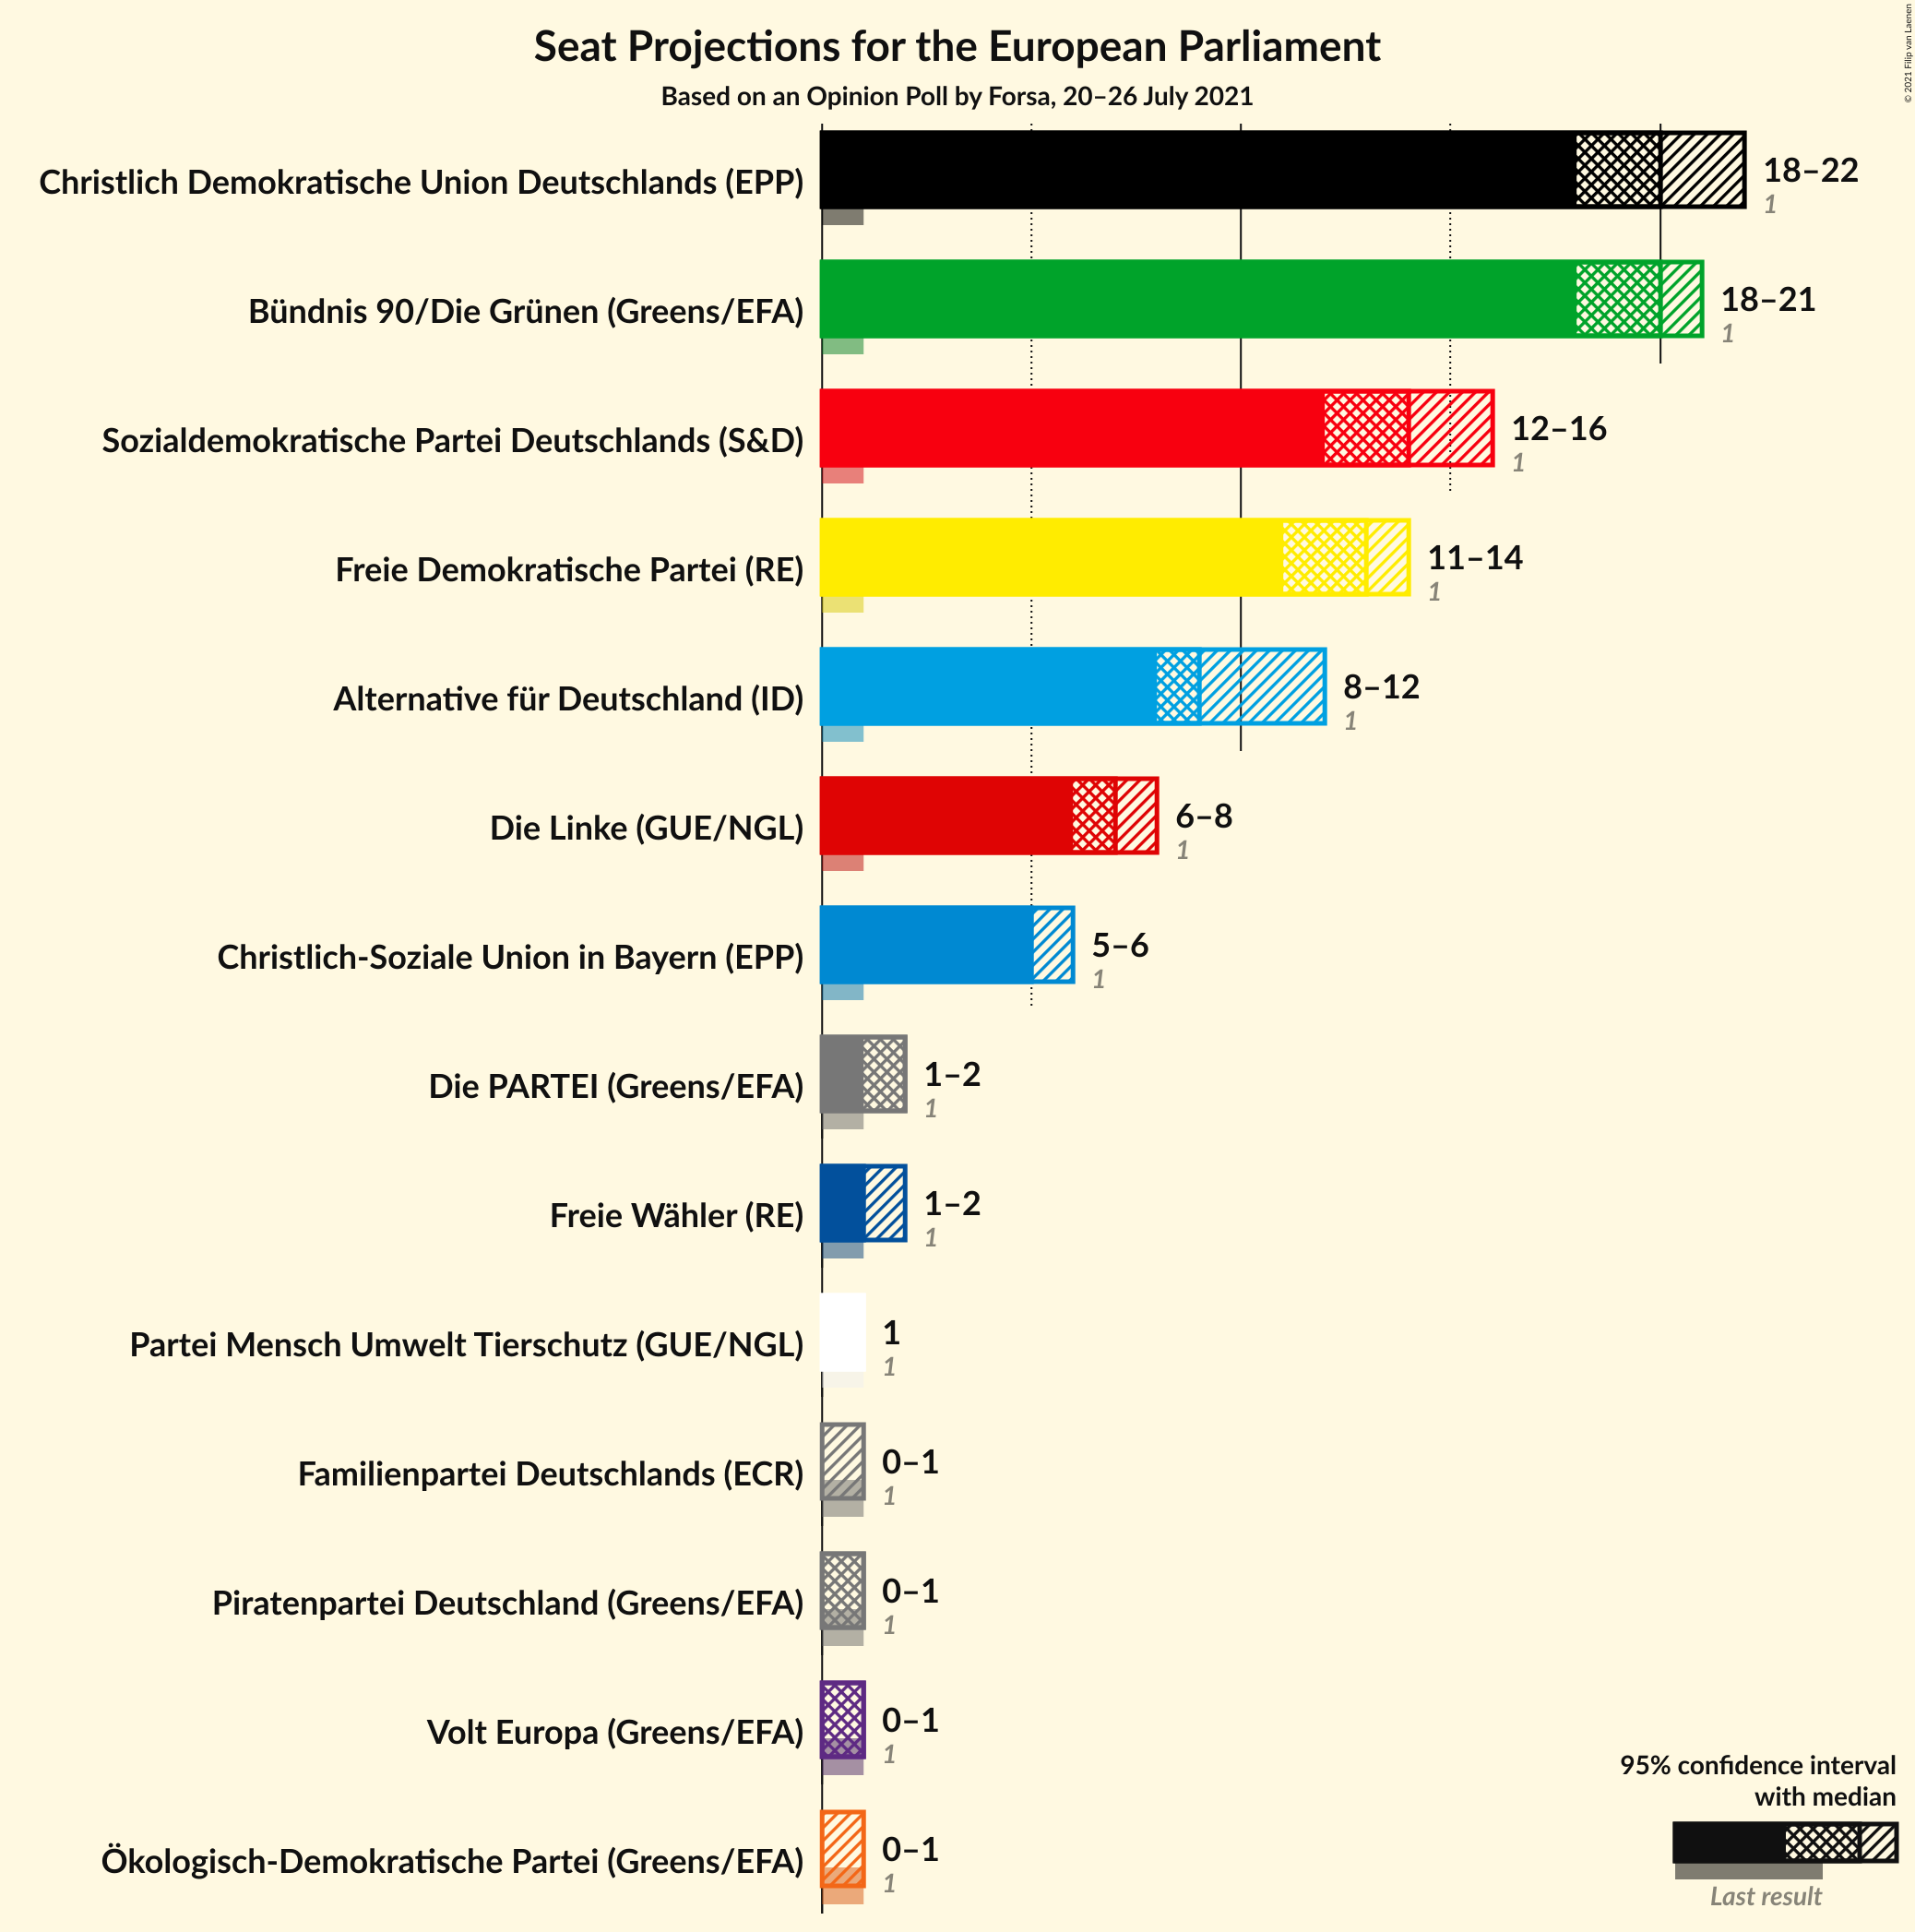 Seat Projections for the European Parliament
Based on an Opinion Poll by Forsa, 20–26 July 2021
© 2021 Filip van Laenen
Christlich Demokratische Union Deutschlands (EPP)
18–22
1
Bündnis 90/Die Grünen (Greens/EFA)
18–21
1
Sozialdemokratische Partei Deutschlands (S&D)
12–16
1
Freie Demokratische Partei (RE)
11–14
1
Alternative für Deutschland (ID)
8–12
1
Die Linke (GUE/NGL)
6–8
1
Christlich-Soziale Union in Bayern (EPP)
5–6
1
Die PARTEI (Greens/EFA)
1–2
1
Freie Wähler (RE)
1–2
1
Partei Mensch Umwelt Tierschutz (GUE/NGL)
1
1
Familienpartei Deutschlands (ECR)
0–1
1
Piratenpartei Deutschland (Greens/EFA)
0–1
1
Volt Europa (Greens/EFA)
0–1
1
Ökologisch-Demokratische Partei (Greens/EFA)
0–1
1
95% confidence interval
with median
Last result